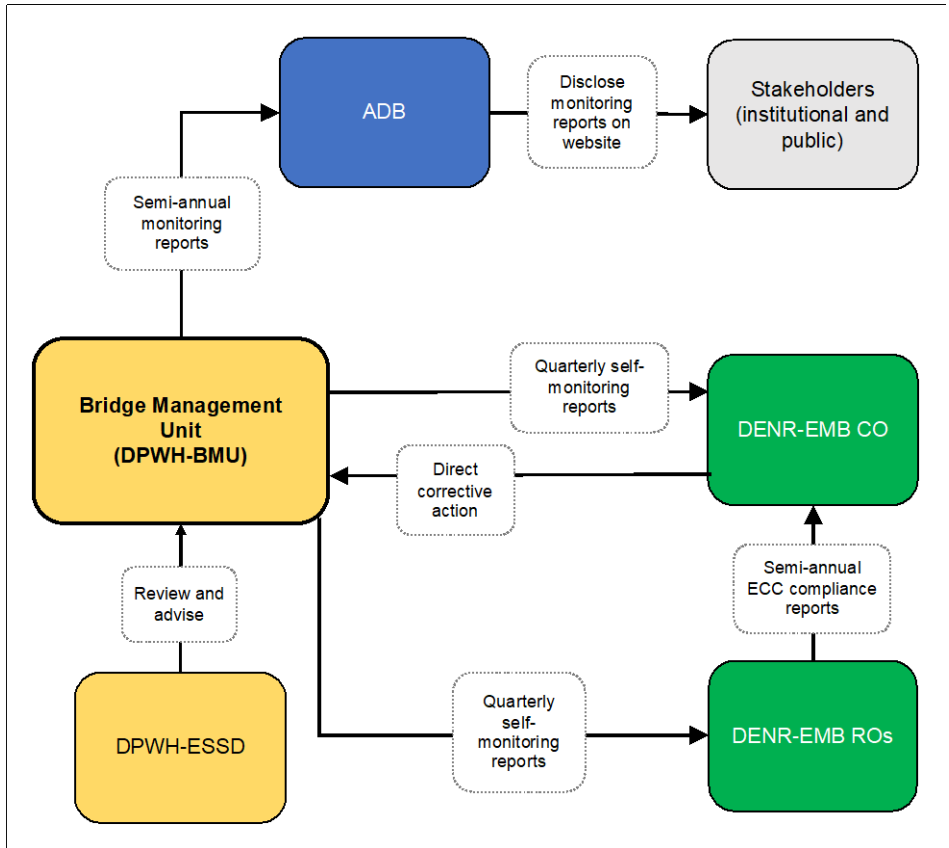 ADB
Disclose
monitoring
reports on
website
Stakeholders
(institutional and
public)
Semi-annual
monitoring
reports
Bridge Management
Unit
(DPWH-BMU)
Quarterly self-
monitoring
reports
DENR-EMB CO
Direct
corrective
action
Review and
advise
Semi-annual
ECC compliance
reports
DPWH-ESSD
Quarterly
self-
monitoring
reports
DENR-EMB ROs